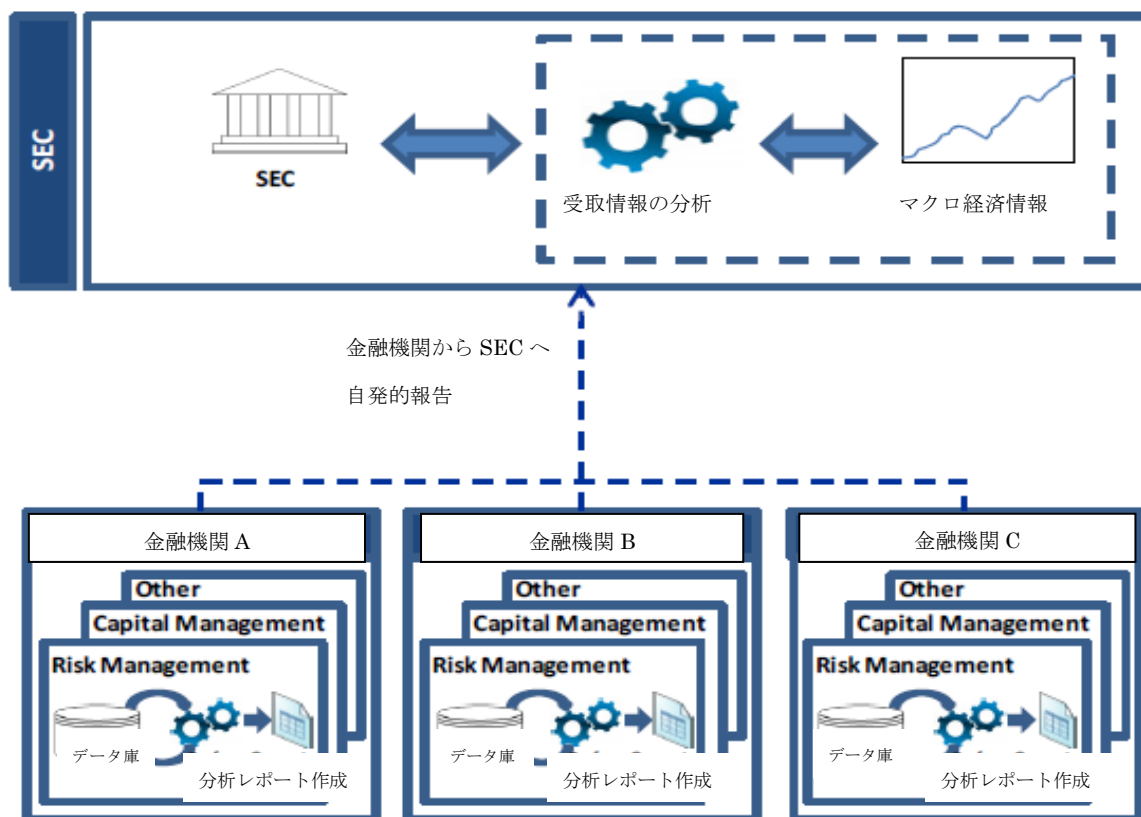 SEC
SEC
受取情報の分析
マクロ経済情報
金融機関から SEC へ
自発的報告
金融機関 A
Other
Capital Management
Risk Management
データ庫
分析レポート作成
金融機関 B
Other
Capital Management
Risk Management
データ庫
分析レポート作成
金融機関 C
Other
Capital Management
Risk Management
データ庫
分析レポート作成